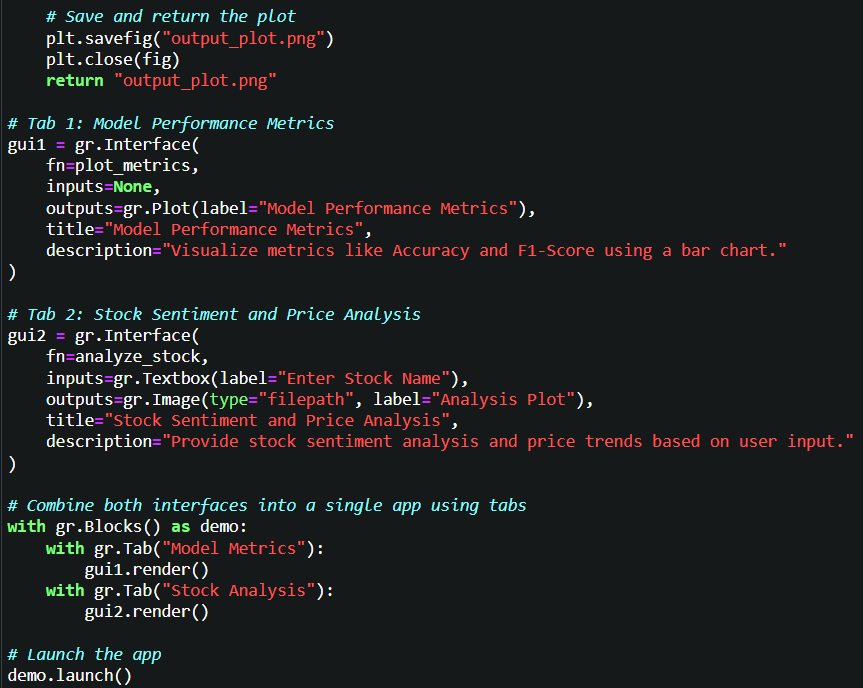 # Save and return the plot
    plt.savefig("output_plot.png")
    plt.close(fig)
    return "output_plot.png"

# Tab 1: Model Performance Metrics
gui1 = gr.Interface(
    fn=plot_metrics,
    inputs=None,
    outputs=gr.Plot(label="Model Performance Metrics"),
    title="Model Performance Metrics",
    description="Visualize metrics like Accuracy and F1-Score using a bar chart."
)

# Tab 2: Stock Sentiment and Price Analysis
gui2 = gr.Interface(
    fn=analyze_stock,
    inputs=gr.Textbox(label="Enter Stock Name"),
    outputs=gr.Image(type="filepath", label="Analysis Plot"),
    title="Stock Sentiment and Price Analysis",
    description="Provide stock sentiment analysis and price trends based on user input."
)

# Combine both interfaces into a single app using tabs
with gr.Blocks() as demo:
    with gr.Tab("Model Metrics"):
        gui1.render()
    with gr.Tab("Stock Analysis"):
        gui2.render()

# Launch the app
demo.launch()